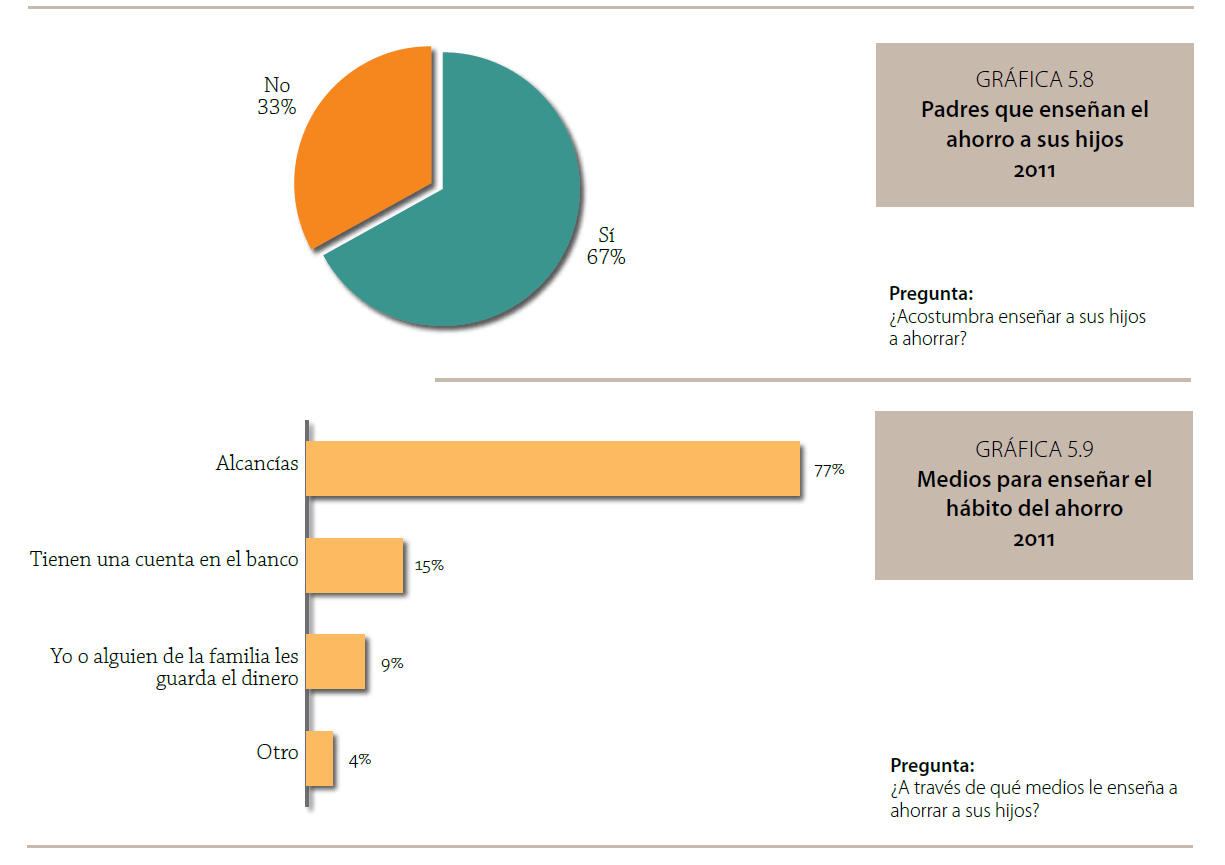 No
33%
Sí
67%
GRÁFICA 5.8
Padres que enseñan el
ahorro a sus hijos
2011
Pregunta:
¿Acostumbra enseñar a sus hijos
a ahorrar?
Alcancías
77%
Tienen una cuenta en el banco
15%
Yo o alguien de la familia les
guarda el dinero
9%
Otro
4%
GRÁFICA 5.9
Medios para enseñar el
hábito del ahorro
2011
Pregunta:
¿A través de qué medios le enseña a
ahorrar a sus hijos?